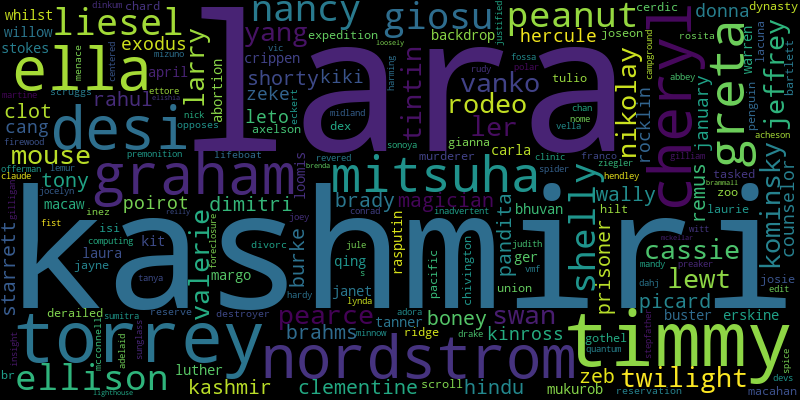 whilst dinkum chard nancy giosu peanut cerdic donna dynasty
willow liesel exodus yang expedition backdrop hercule joseon rosita
stokes menace centered mizuno larry vic crippen justified loosely cheryl greta warren lacuna jeffrey
ella april abortion shorty kiki lara tintin vanko rudy polar fossa tulio nikolay campground abbey bartlett
martine scruggs rahul zeke eckert harming rodeo chan nome rocklin january penguin
clot desi ettore elishia nick leto axelson midland ler gianna vella acheson
cang opposes dex sonoya carla franco
firewood premonition lifeboat revered murderer clinic ziegler gilliam tasked
mouse graham loomis brenda mitsuha spider hendley cassie remus zoo kominsky counselor
offerman lemur claude jocelyn tony macaw poirot dimitri joey brady magician bhuvan wally hilt laurie
gilligan fist inez reilly conrad inadvertent pandita shelly prisoner brammall
starrett isi computing kit valerie foreclosure divorc burke jule rasputin judith witt mckellar
laura kashmiri qing s ger mandy preaker josie
jayne tanya margo hardy janet lynda pacific chivington vmf union dahj lewt edit
derailed sumitra reserve destroyer pearce adora boney drake swan picard buster erskine
insight torrey mcconnell adelaid sunglass brahms tanner minnow ridge kinross gothel quantum stepfather timmy
br ellison luther nordstrom zeb twilight devs spice
lighthouse kashmir clementine scroll hindu mukurob reservation macahan